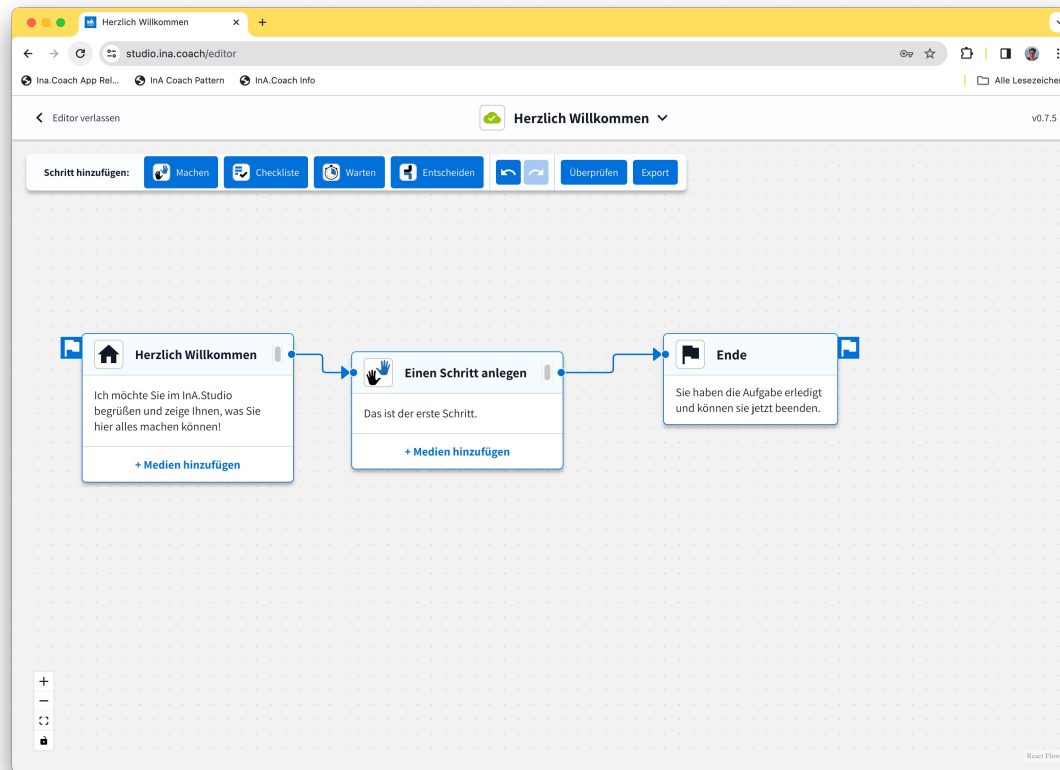 Herzlich Willkommen
studio.ina.coach/editor
Ina.Coach App Rel...
InA Coach Pattern
InA.Coach Info
Alle Lesezeichen
Editor verlassen
Herzlich Willkommen
v0.7.5
Schritt hinzufügen:
Machen
Checkliste
Warten
Entscheiden
Überprüfen
Export
Herzlich Willkommen
Ich möchte Sie im InA.Studio
begrüßen und zeige Ihnen, was Sie
hier alles machen können!
+ Medien hinzufügen
Einen Schritt anlegen
Das ist der erste Schritt.
+ Medien hinzufügen
Ende
Sie haben die Aufgabe erledigt
und können sie jetzt beenden.
React Flow